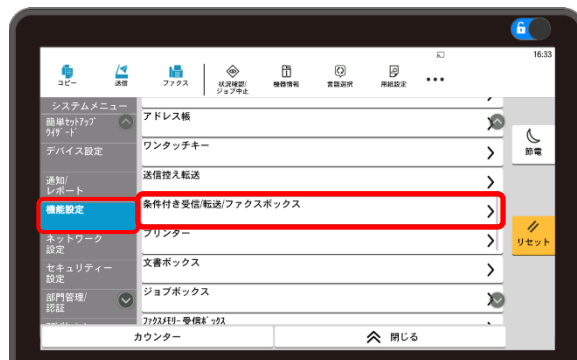 6
16:33
コピー
送信
ファクス
状況確認/
ジョブ中止
機器情報
言語選択
用紙設定
システムメニュー
簡単ｾｯﾄｱｯﾌﾟ
ｳｨｻﾞｰﾄﾞ
デバイス設定
通知/
レポート
機能設定
ネットワーク
設定
セキュリティー
設定
部門管理/
認証
アドレス帳
ワンタッチキー
送信控え転送
条件付き受信/転送/ファクスボックス
プリンター
文書ボックス
ジョブボックス
ﾌｧｸｽﾒﾓﾘｰ受信ﾎﾞｯｸｽ
節電
リセット
カウンター
閉じる